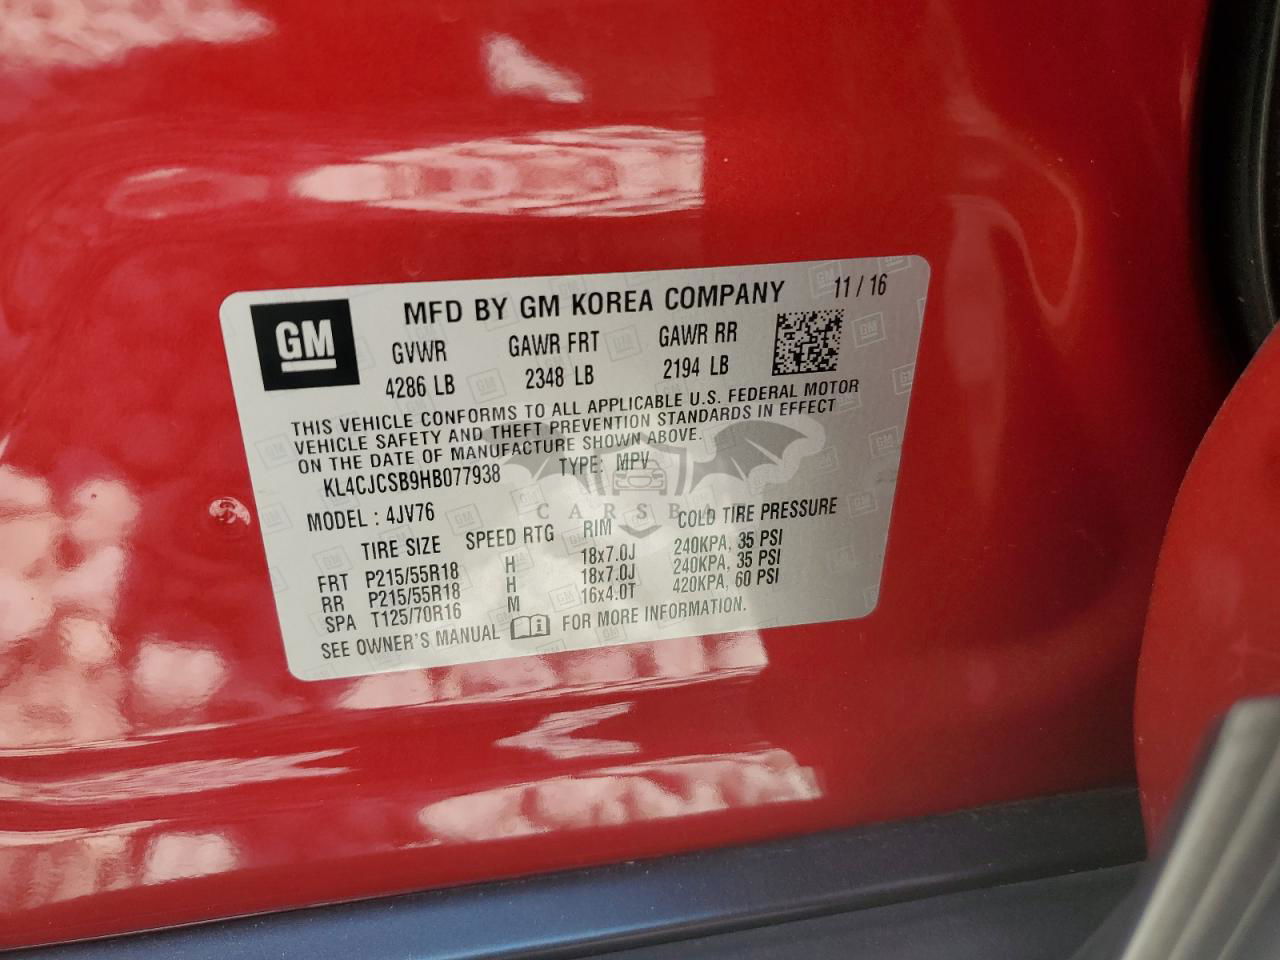 GM
MFD BY GM KOREA COMPANY 11 / 16
GVWR GAWR FRT GAWR RR
4286 LB 2348 LB 2194 LB
THIS VEHICLE CONFORMS TO ALL APPLICABLE U.S. FEDERAL MOTOR
VEHICLE SAFETY AND THEFT PREVENTION STANDARDS IN EFFECT
ON THE DATE OF MANUFACTURE SHOWN ABOVE.
KL4CJCSB9HB077938 TYPE: MPV
MODEL : 4JV76
TIRE SIZE SPEED RTG RIM COLD TIRE PRESSURE
FRT P215/55R18 H 18x7.0J 240KPA, 35 PSI
RR P215/55R18 H 18x7.0J 240KPA, 35 PSI
SPA T125/70R16 M 16x4.0T 420KPA, 60 PSI
SEE OWNER'S MANUAL i FOR MORE INFORMATION.